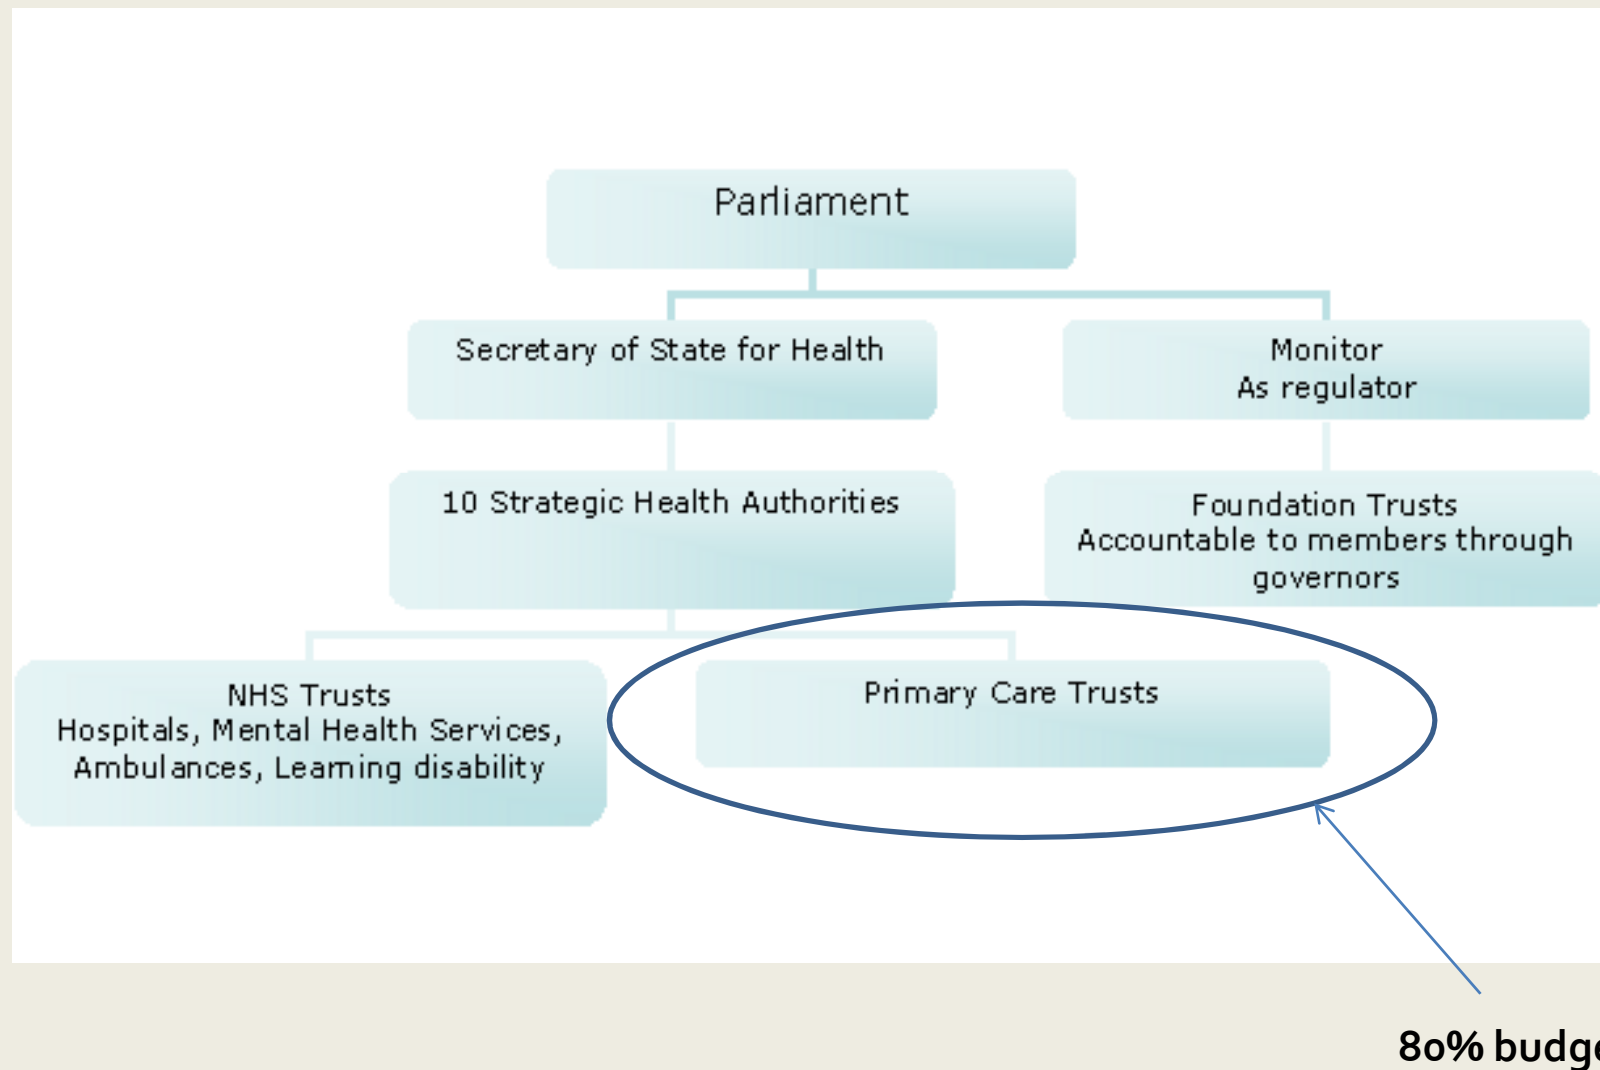 Parliament
Secretary of State for Health
Monitor
As regulator
10 Strategic Health Authorities
Foundation Trusts
Accountable to members through
governors
NHS Trusts
Hospitals, Mental Health Services,
Ambulances, Learning disability
Primary Care Trusts
80% budge